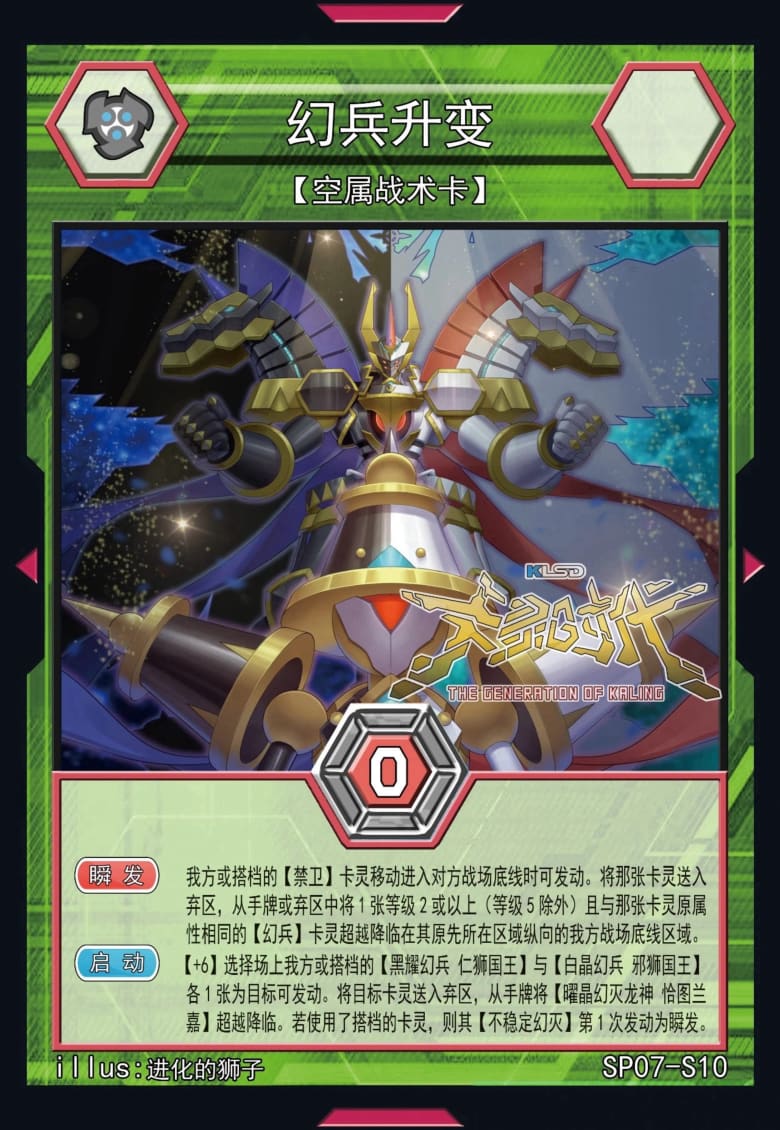 幻兵升变
【空属战术卡】
KLSD
卡灵时代
THE GENERATION OF KALING
0
瞬发
我方或搭档的【禁卫】卡灵移动进入对方战场底线时可发动。将那张卡灵送入
弃区，从手牌或弃区中将1张等级2或以上（等级5除外）且与那张卡灵原属
性相同的【幻兵】卡灵超越降临在其原先所在区域纵向的我方战场底线区域。
启动
【+6】选择场上我方或搭档的【黑耀幻兵 仁狮国王】与【白晶幻兵 邪狮国王】
各1张为目标可发动。将目标卡灵送入弃区，从手牌将【曜晶幻灭龙神 恰图兰
嘉】超越降临。若使用了搭档的卡灵，则其【不稳定幻灭】第1次发动为瞬发。
illus:进化的狮子
SP07-S10